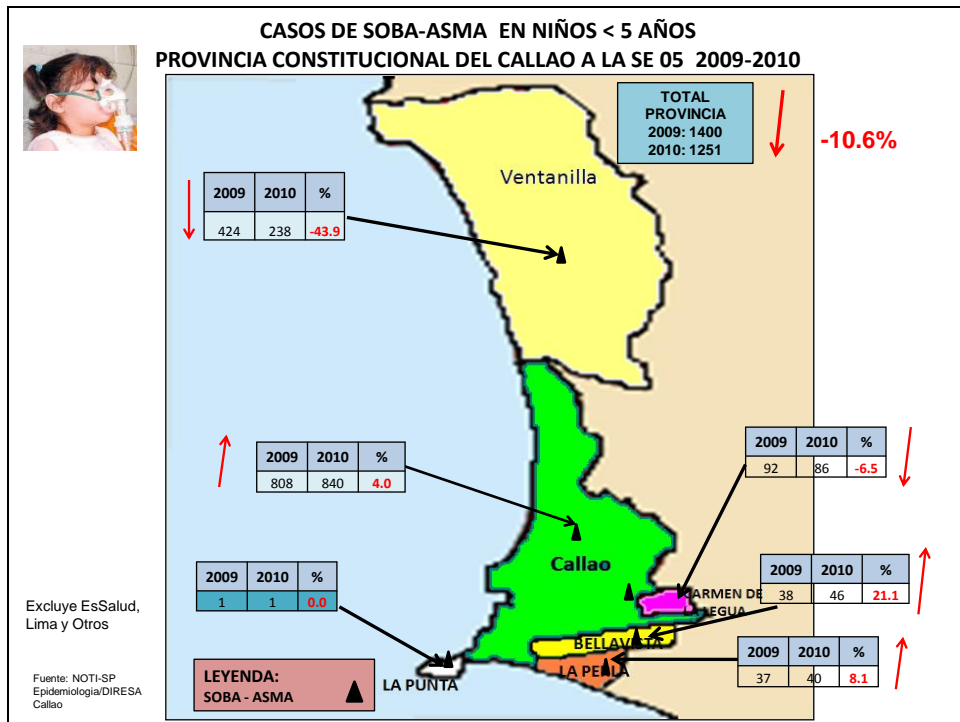 CASOS DE SOBA-ASMA EN NIÑOS < 5 AÑOS
PROVINCIA CONSTITUCIONAL DEL CALLAO A LA SE 05 2009-2010
TOTAL
PROVINCIA
2009: 1400
2010: 1251
-10.6%
Ventanilla
2009 2010 %
424 238 -43.9
2009 2010 %
808 840 4.0
2009 2010 %
92 86 -6.5
Callao
2009 2010 %
1 1 0.0
2009 2010 %
38 46 21.1
CARMEN DE
LA LEGUA
BELLAVISTA
LA PERLA
2009 2010 %
37 40 8.1
LA PUNTA
Excluye EsSalud,
Lima y Otros
LEYENDA:
SOBA - ASMA
Fuente: NOTI-SP
Epidemiologia/DIRESA
Callao